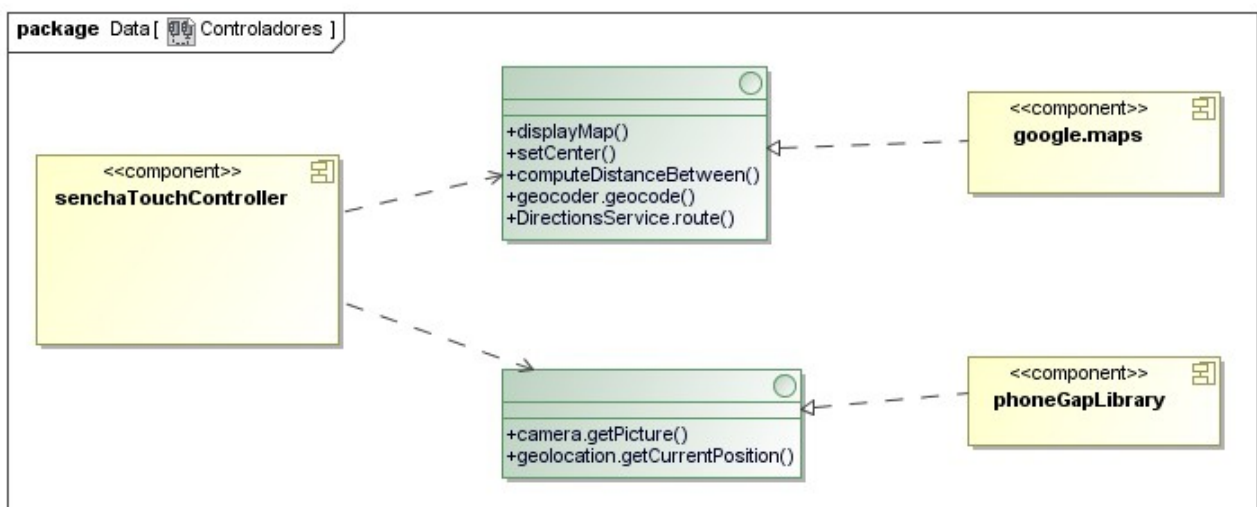 package Data [ Controladores ]
<<component>>
senchaTouchController
+displayMap()
+setCenter()
+computeDistanceBetween()
+geocoder.geocode()
+DirectionsService.route()
<<component>>
google.maps
+camera.getPicture()
+geolocation.getCurrentPosition()
<<component>>
phoneGapLibrary